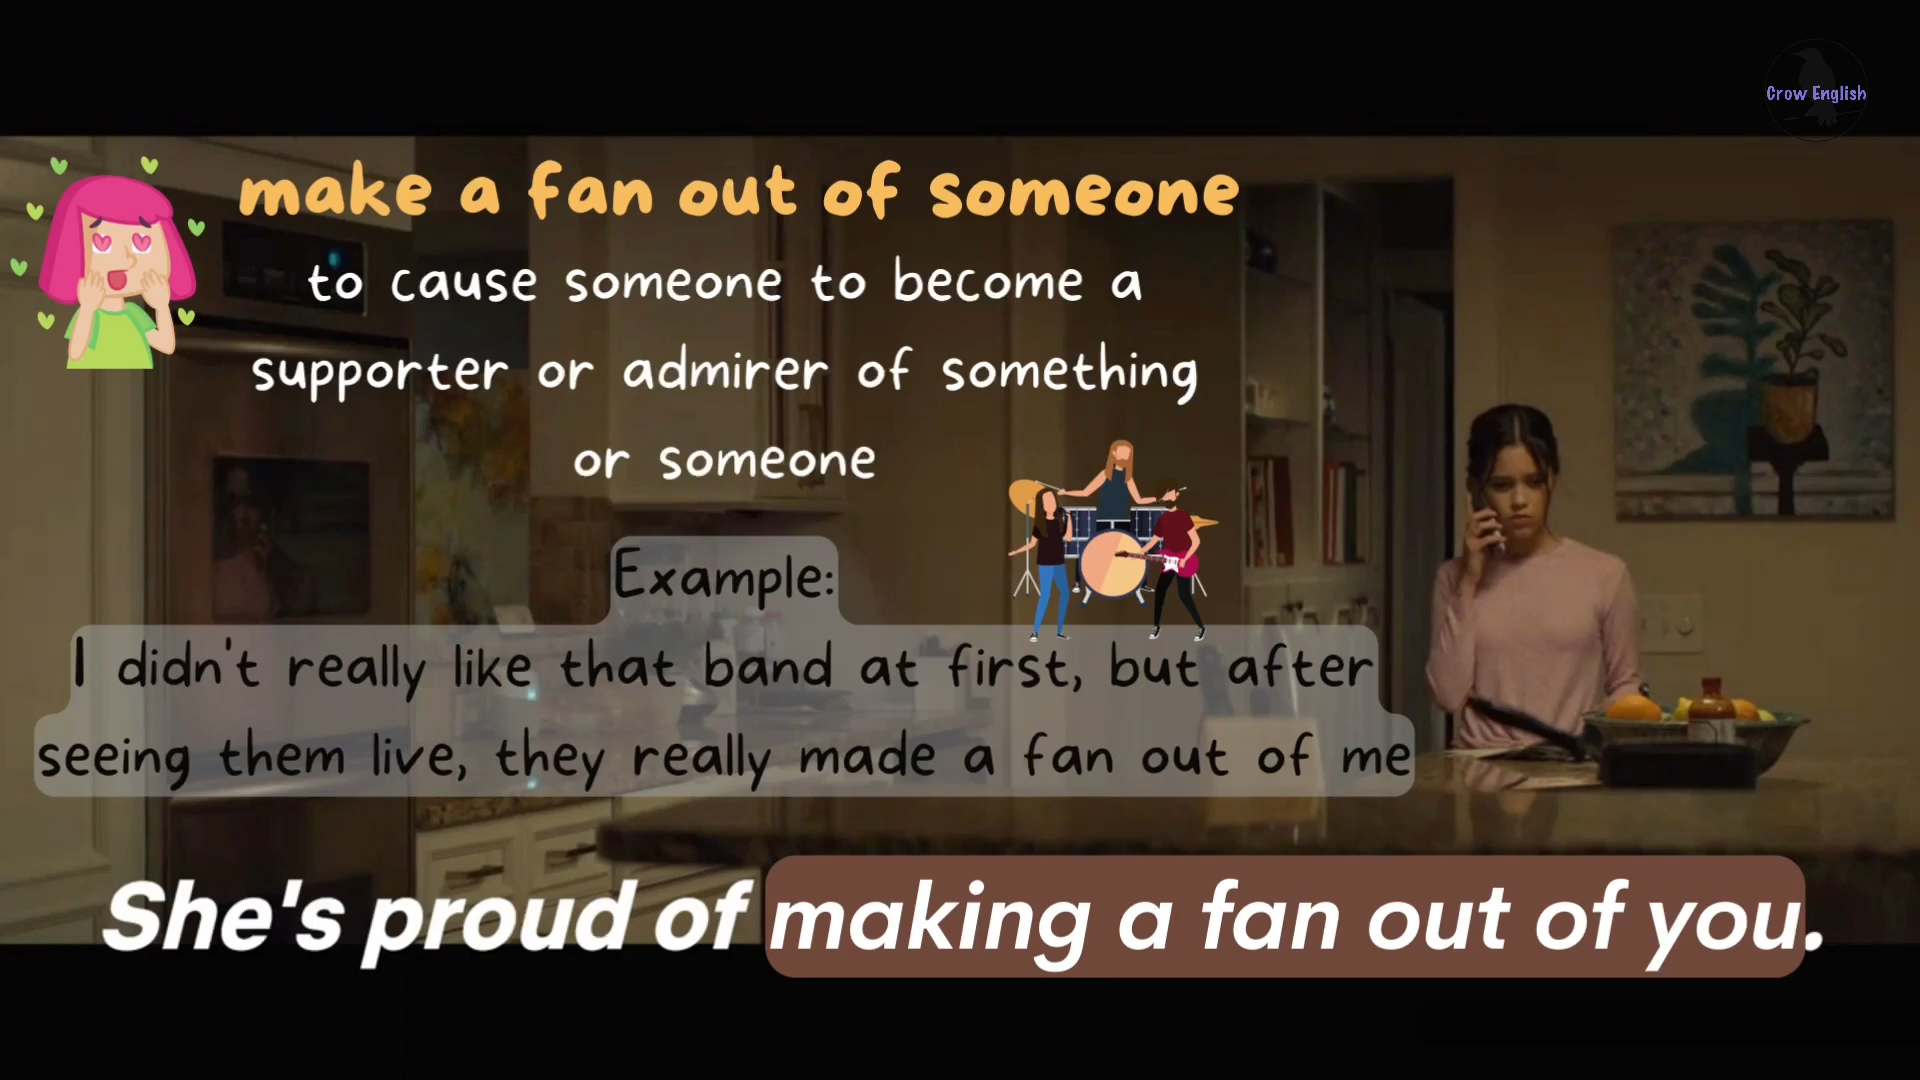 Crow English
make a fan out of someone
to cause someone to become a
supporter or admirer of something
or someone
Example:
I didn't really like that band at first, but after
seeing them live, they really made a fan out of me
She's proud of making a fan out of you.